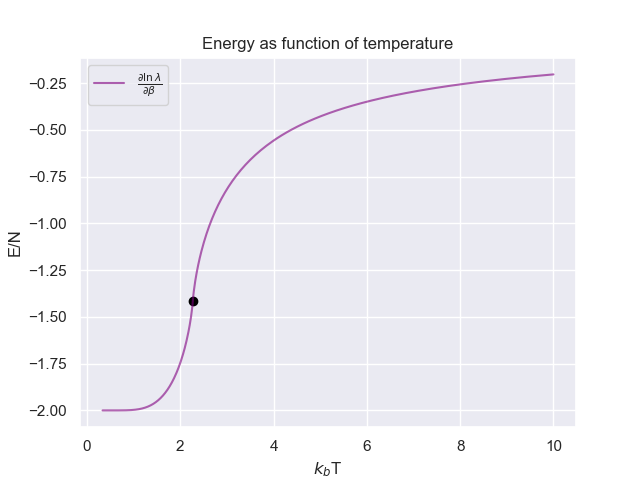 Energy as function of temperature
∂ln λ
∂β
−0.25
−0.50
−0.75
−1.00
−1.25
−1.50
−1.75
−2.00
E/N
0 2 4 6 8 10
k_bT